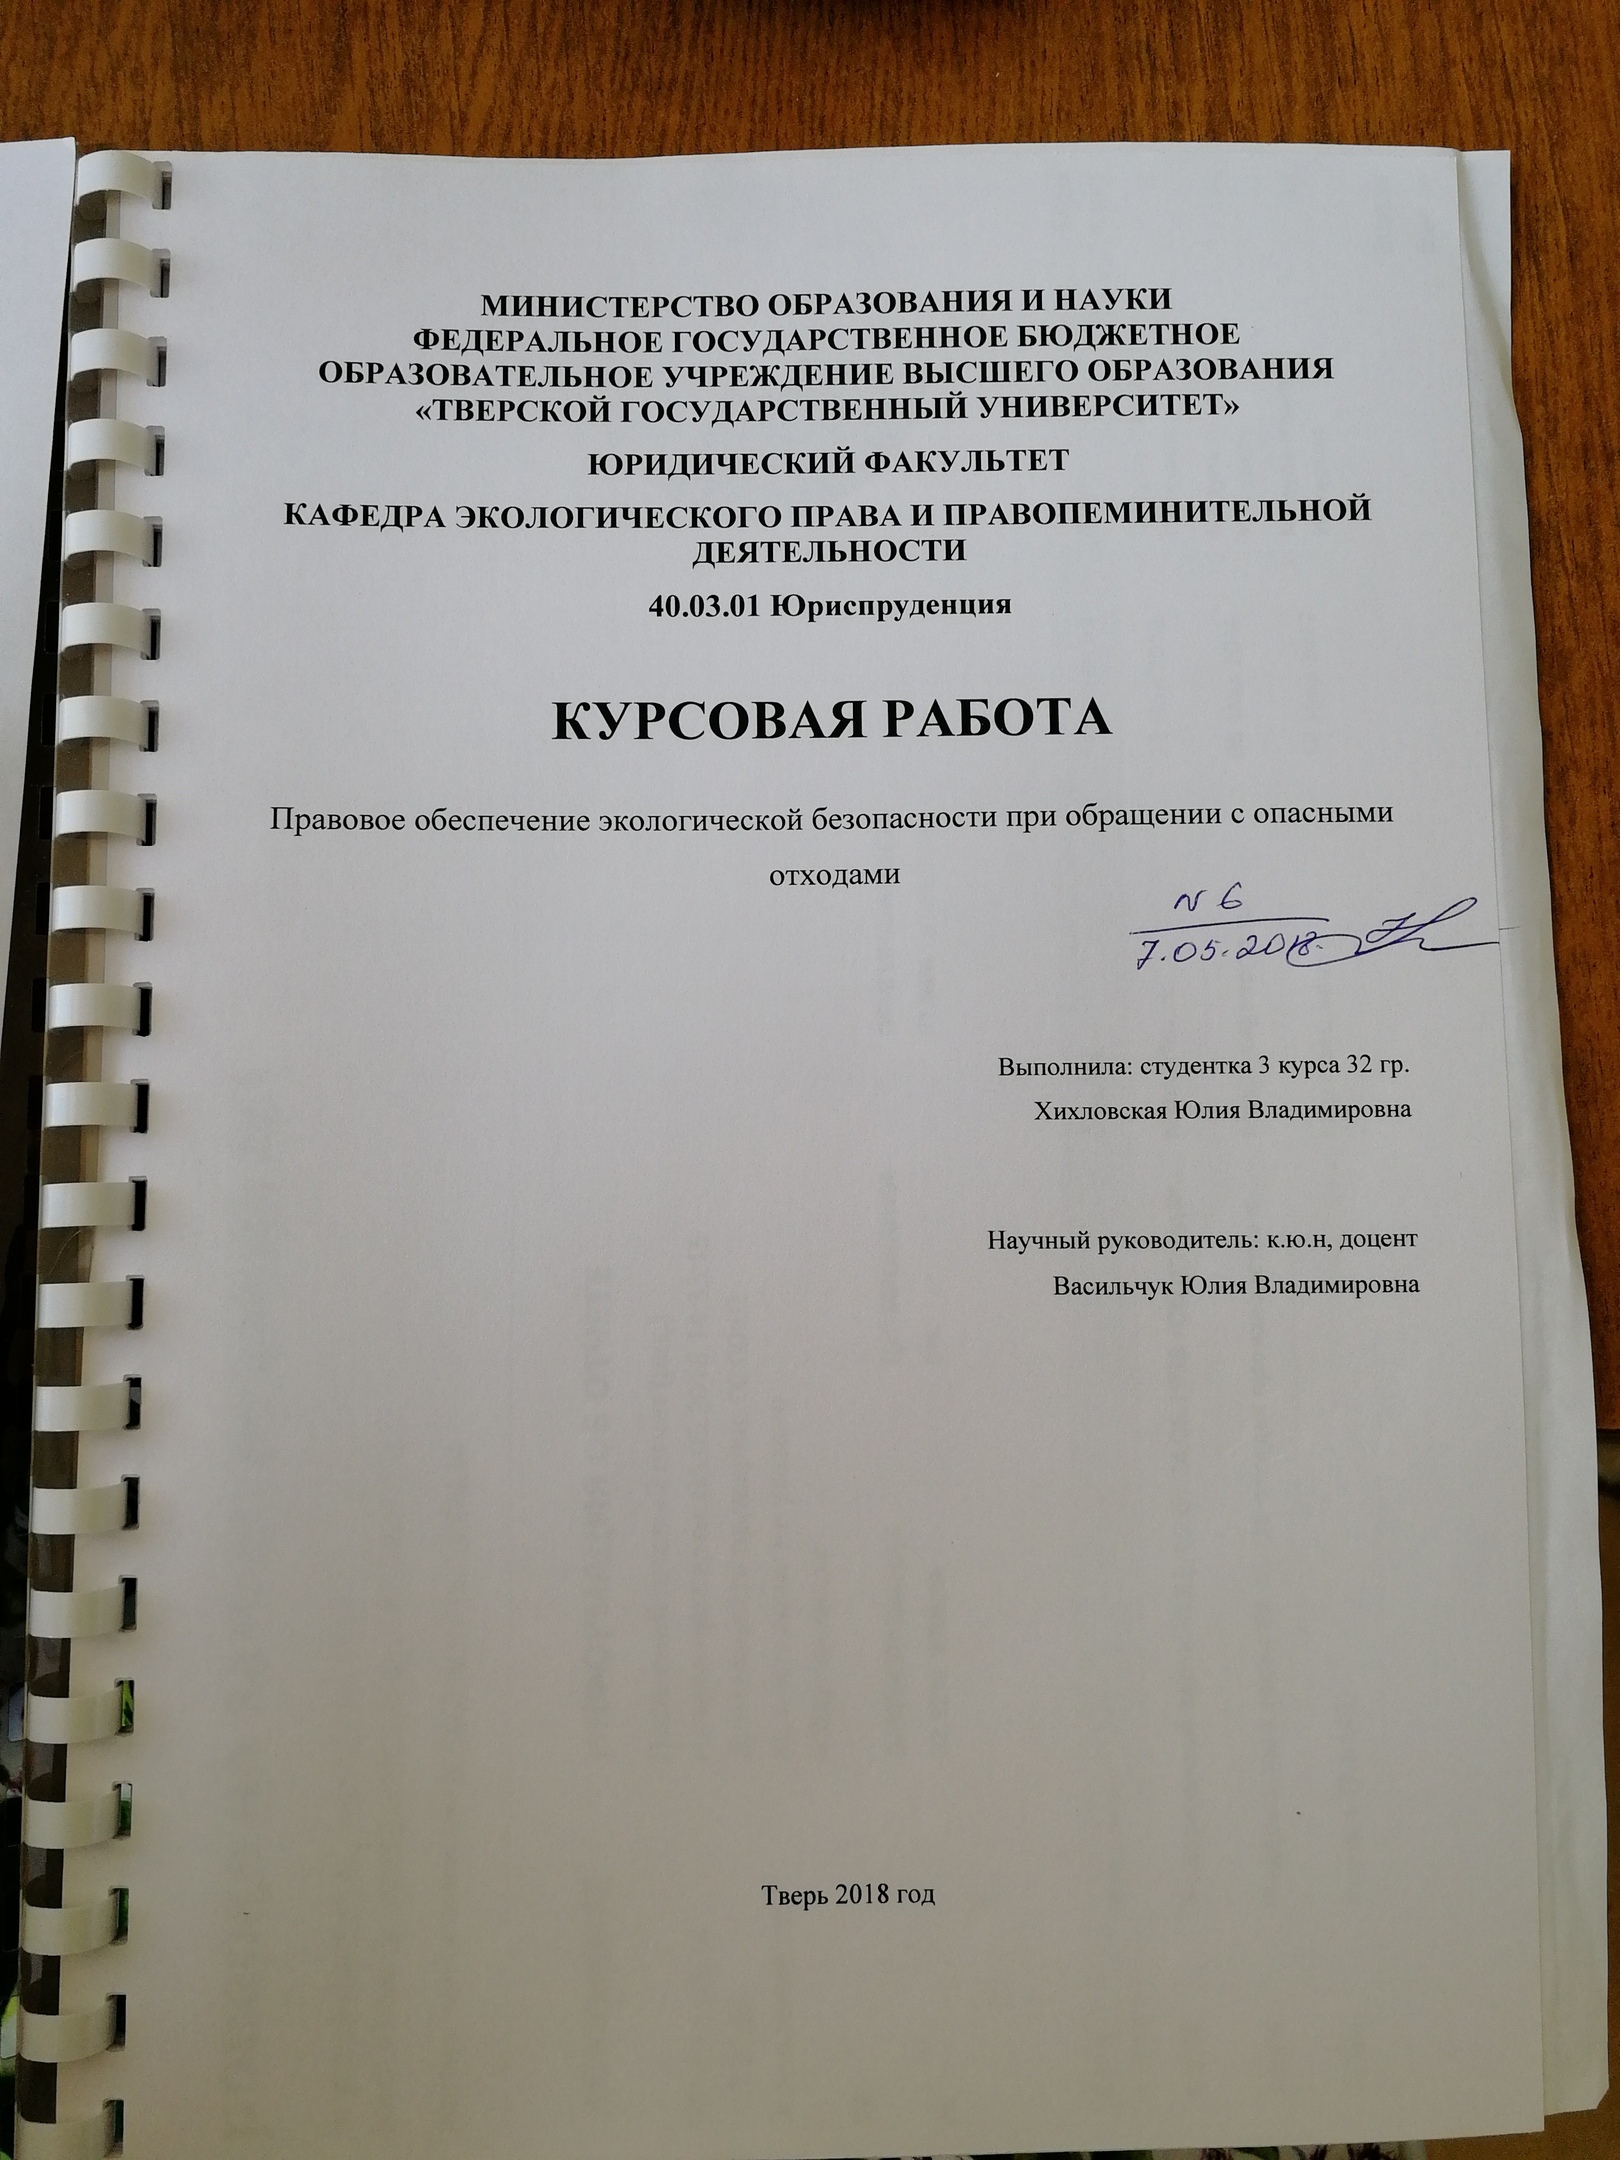 МИНИСТЕРСТВО ОБРАЗОВАНИЯ И НАУКИ
ФЕДЕРАЛЬНОЕ ГОСУДАРСТВЕННОЕ БЮДЖЕТНОЕ
ОБРАЗОВАТЕЛЬНОЕ УЧРЕЖДЕНИЕ ВЫСШЕГО ОБРАЗОВАНИЯ
«ТВЕРСКОЙ ГОСУДАРСТВЕННЫЙ УНИВЕРСИТЕТ»
ЮРИДИЧЕСКИЙ ФАКУЛЬТЕТ
КАФЕДРА ЭКОЛОГИЧЕСКОГО ПРАВА И ПРАВОПЕМИНИТЕЛЬНОЙ
ДЕЯТЕЛЬНОСТИ
40.03.01 Юриспруденция
КУРСОВАЯ РАБОТА
Правовое обеспечение экологической безопасности при обращении с опасными
отходами
N 6
7.05.2018
Выполнила: студентка 3 курса 32 гр.
Хихловская Юлия Владимировна
Научный руководитель: к.ю.н, доцент
Васильчук Юлия Владимировна
Тверь 2018 год